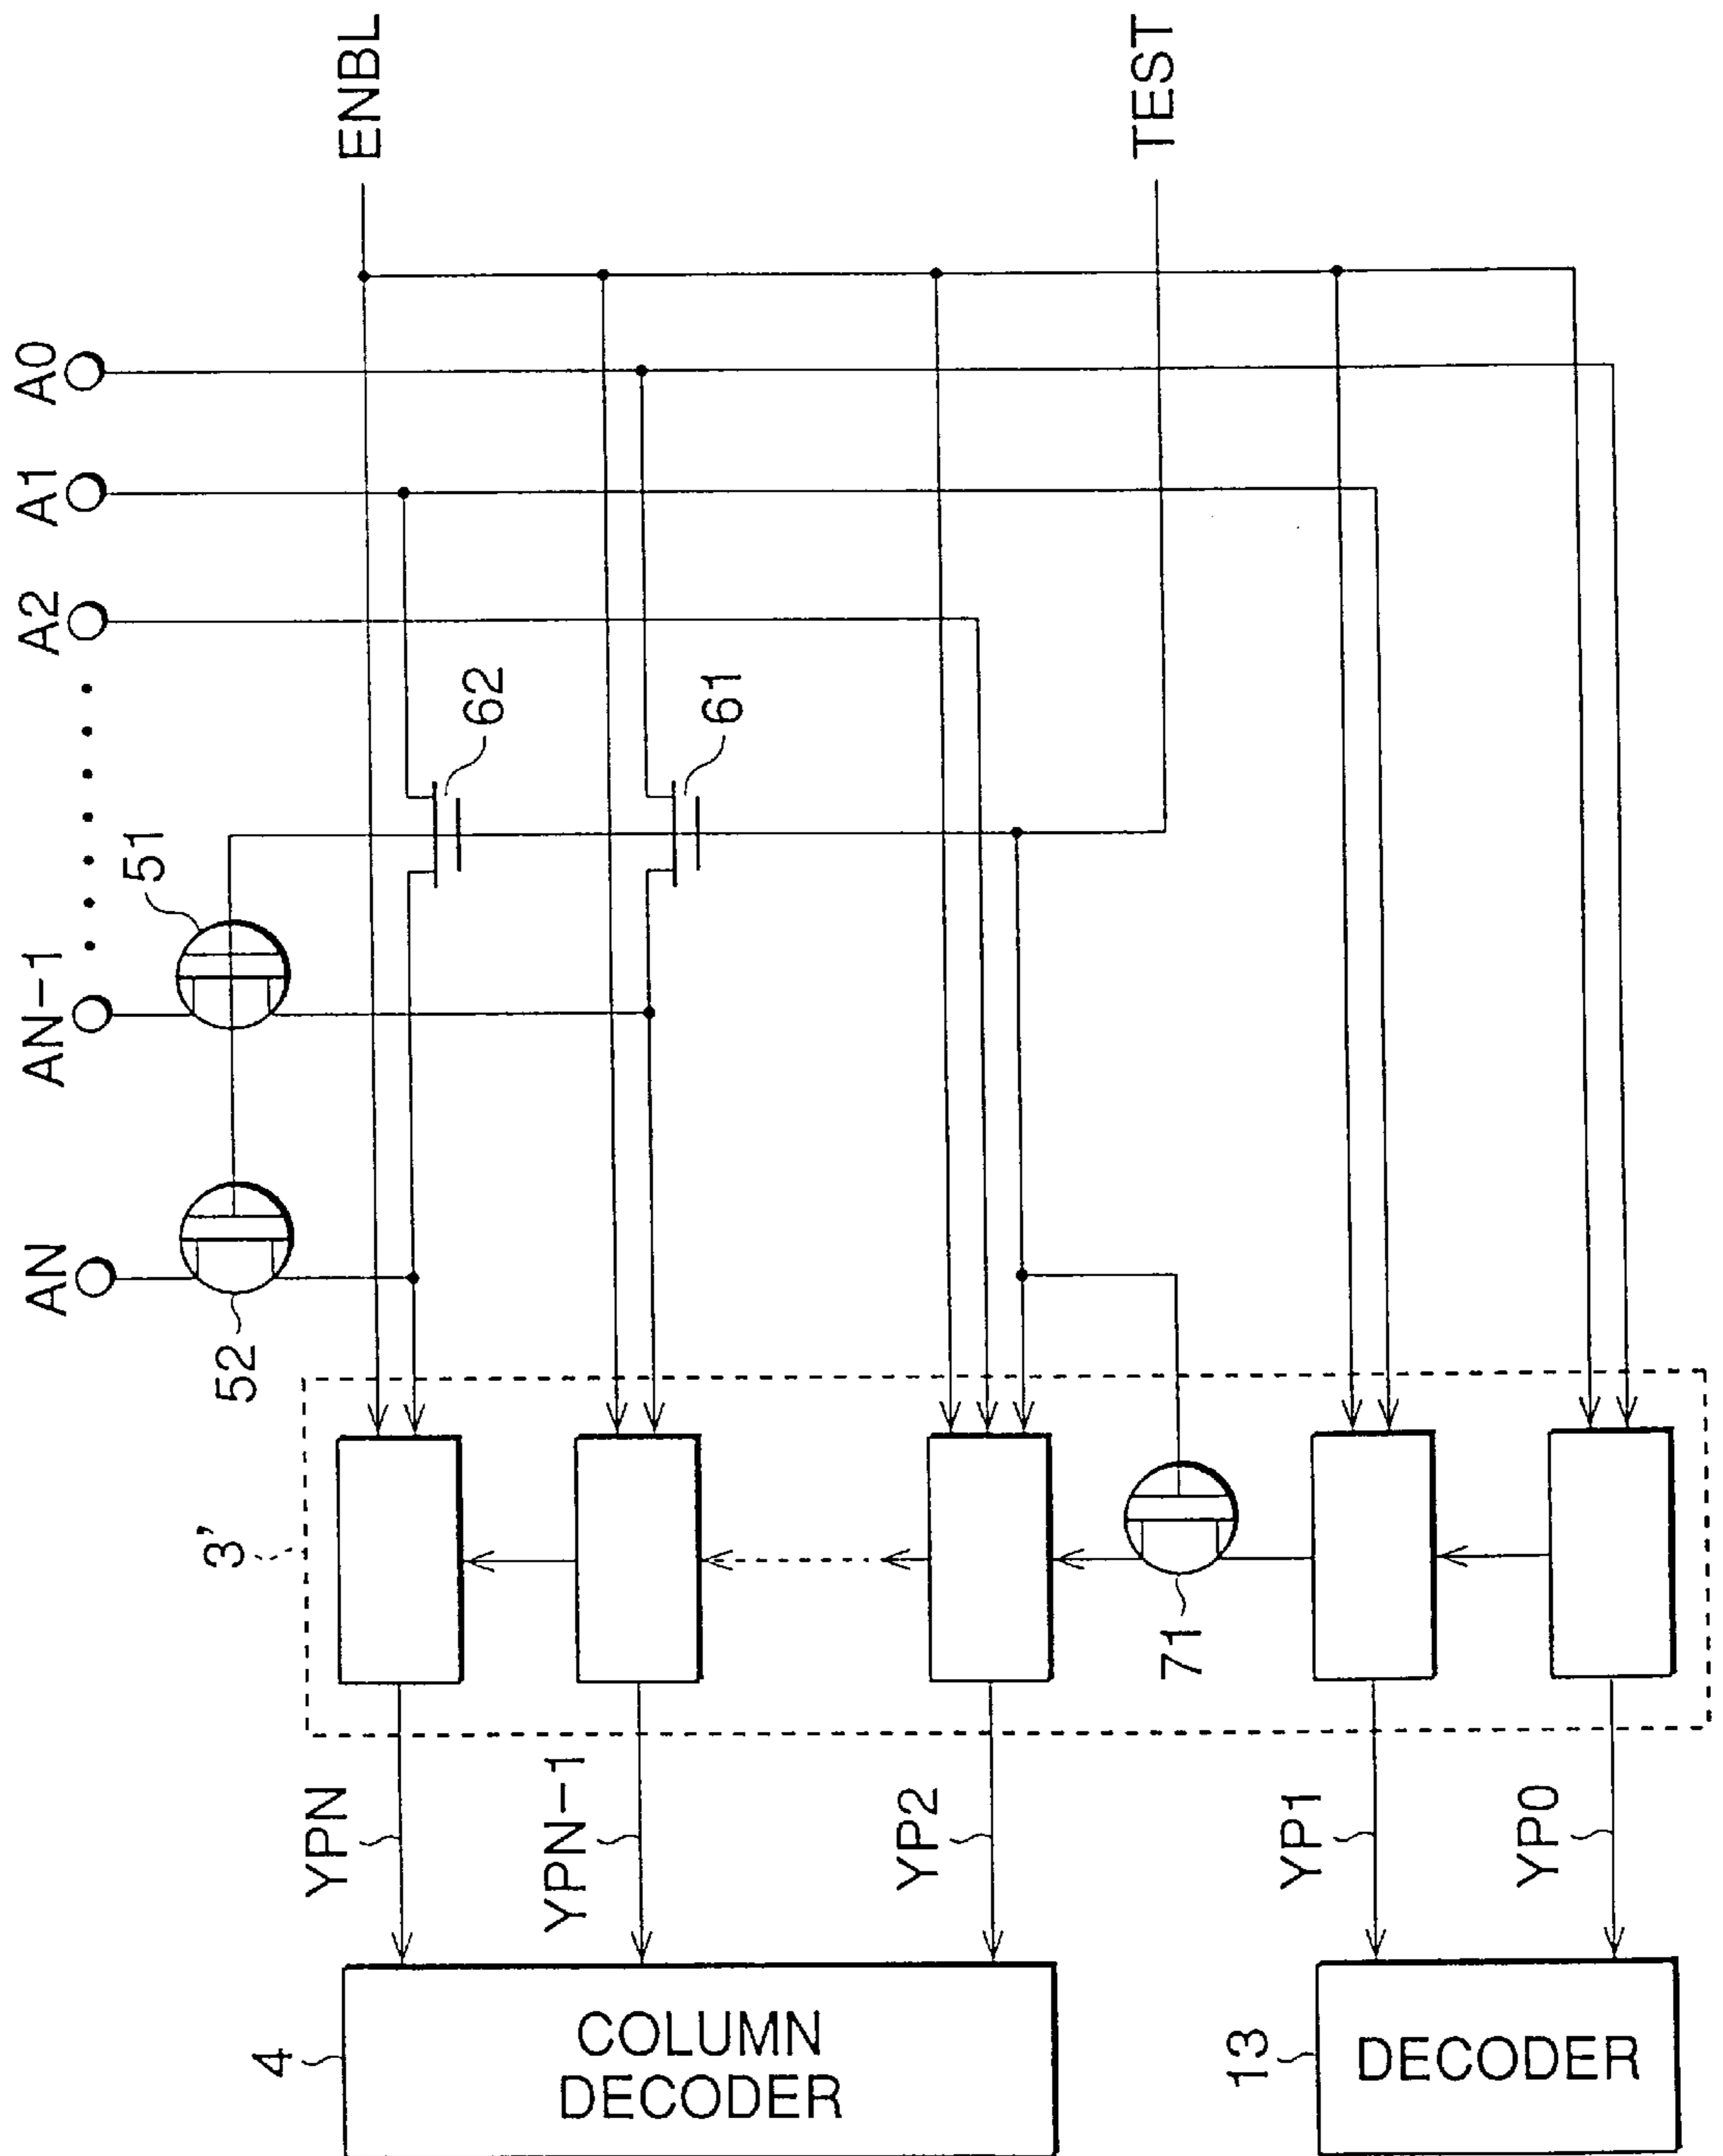 ENBL
TEST
A0
A1
A2
AN-1
AN
62
61
51
52
3'
71
YPN
YPN-1
YP2
YP1
YP0
4
COLUMN
DECODER
13
DECODER